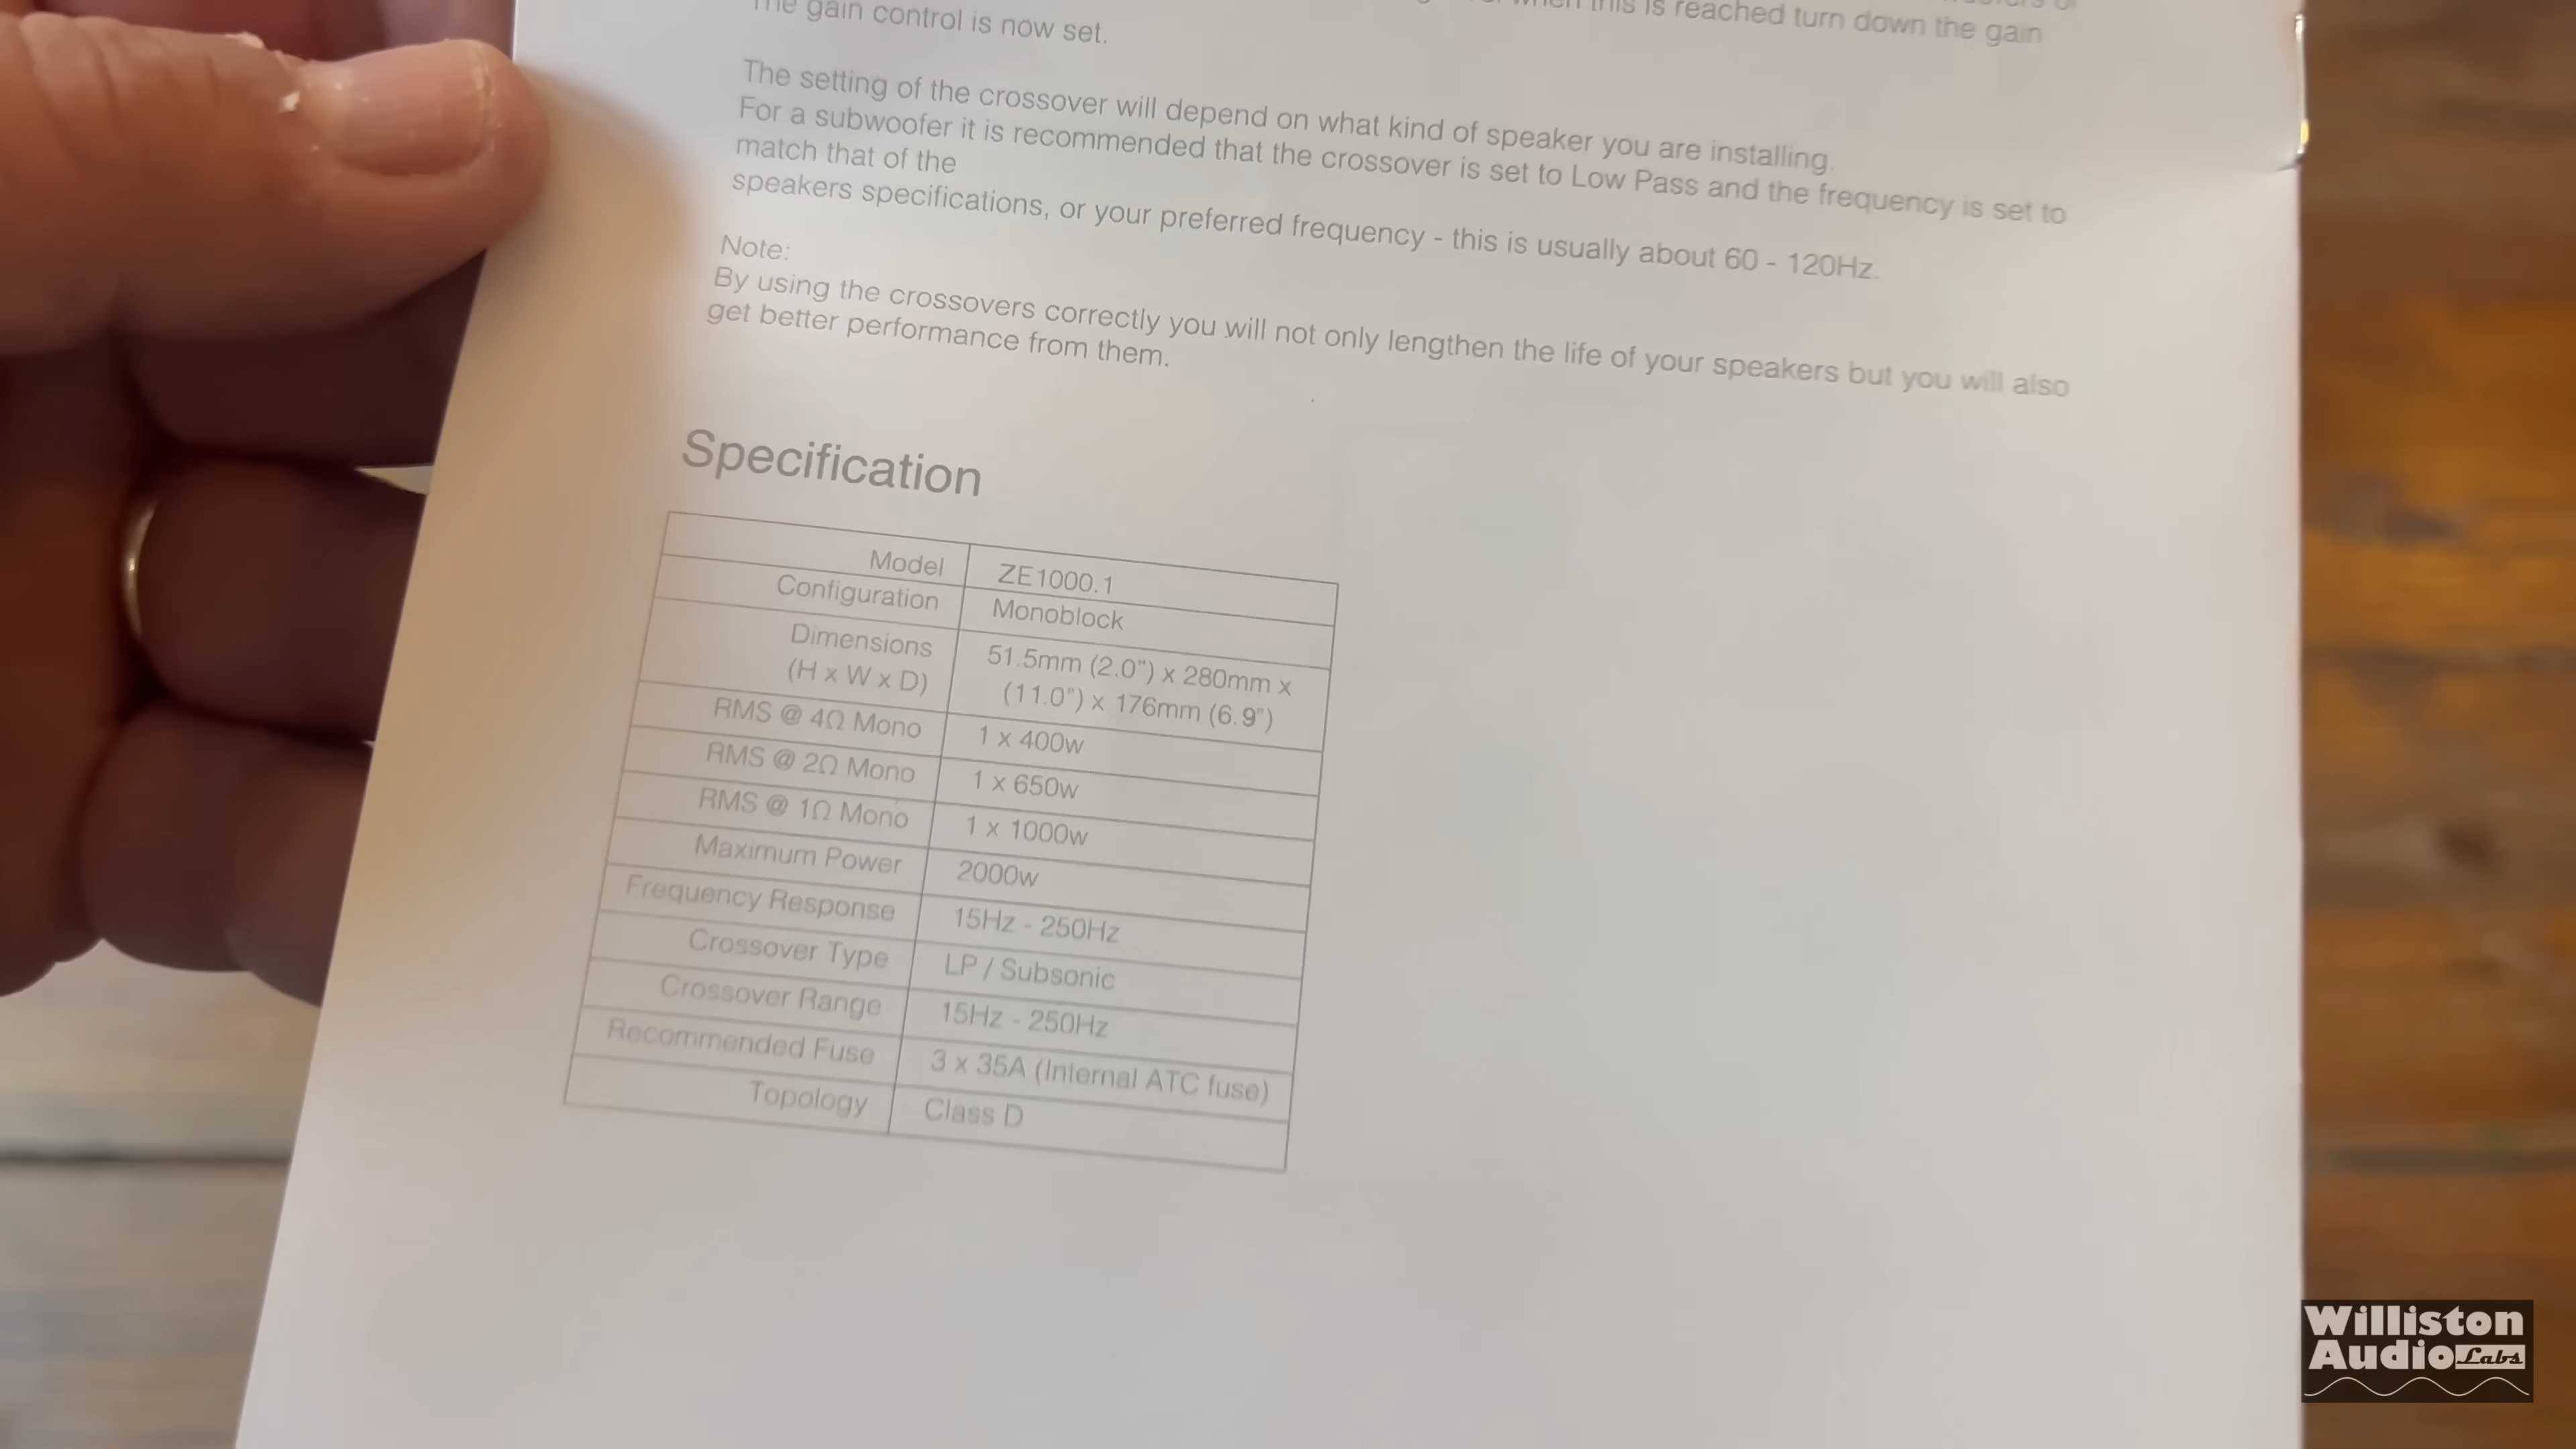 The gain control is now set.
when this is reached turn down the gain
The setting of the crossover will depend on what kind of speaker you are installing.
For a subwoofer it is recommended that the crossover is set to Low Pass and the frequency is set to
match that of the
speakers specifications, or your preferred frequency - this is usually about 60 - 120Hz.
Note:
By using the crossovers correctly you will not only lengthen the life of your speakers but you will also
get better performance from them.
Specification
Model ZE1000.1
Configuration Monoblock
Dimensions 51.5mm (2.0") x 280mm x
(H x W x D) (11.0") x 176mm (6.9")
RMS @ 4Ω Mono 1 x 400w
RMS @ 2Ω Mono 1 x 650w
RMS @ 1Ω Mono 1 x 1000w
Maximum Power 2000w
Frequency Response 15Hz - 250Hz
Crossover Type LP / Subsonic
Crossover Range 15Hz - 250Hz
Recommended Fuse 3 x 35A (Internal ATC fuse)
Topology Class D
Williston
Audio Labs